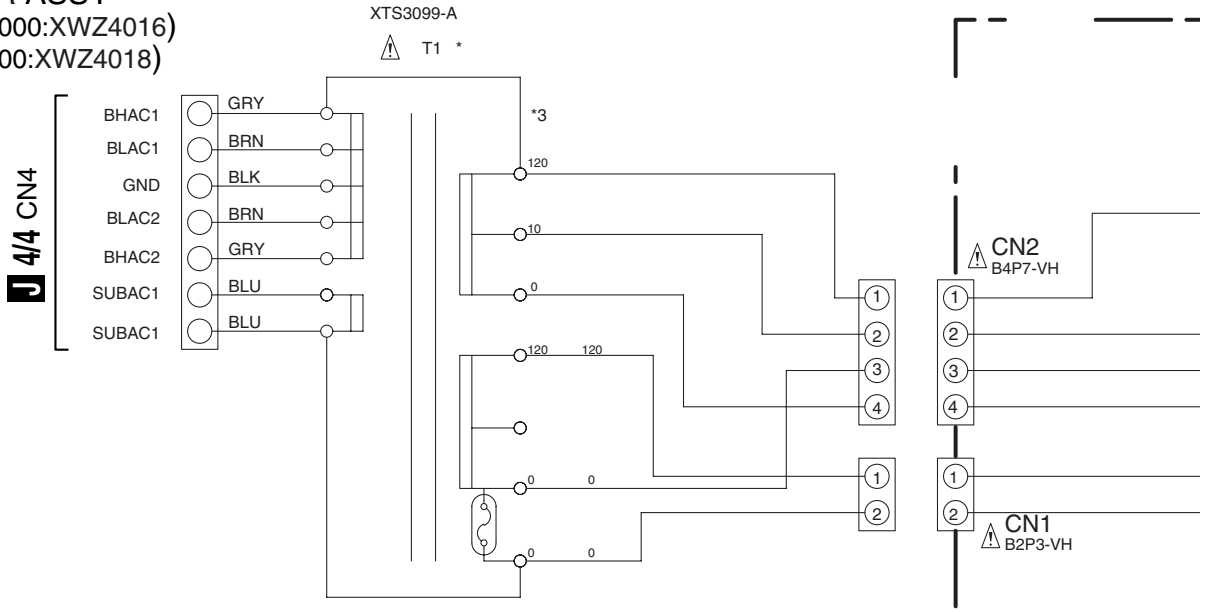 000:XWZ4016)
00:XWZ4018)
XTS3099-A
T1 *
*3
J 4/4 CN4
BHAC1 GRY
BLAC1 BRN
GND BLK
BLAC2 BRN
BHAC2 GRY
SUBAC1 BLU
SUBAC1 BLU
120
10
0
120 120
0 0
0 0
1
2
3
4
1
2
CN2
B4P7-VH
1
2
3
4
1
2
CN1
B2P3-VH